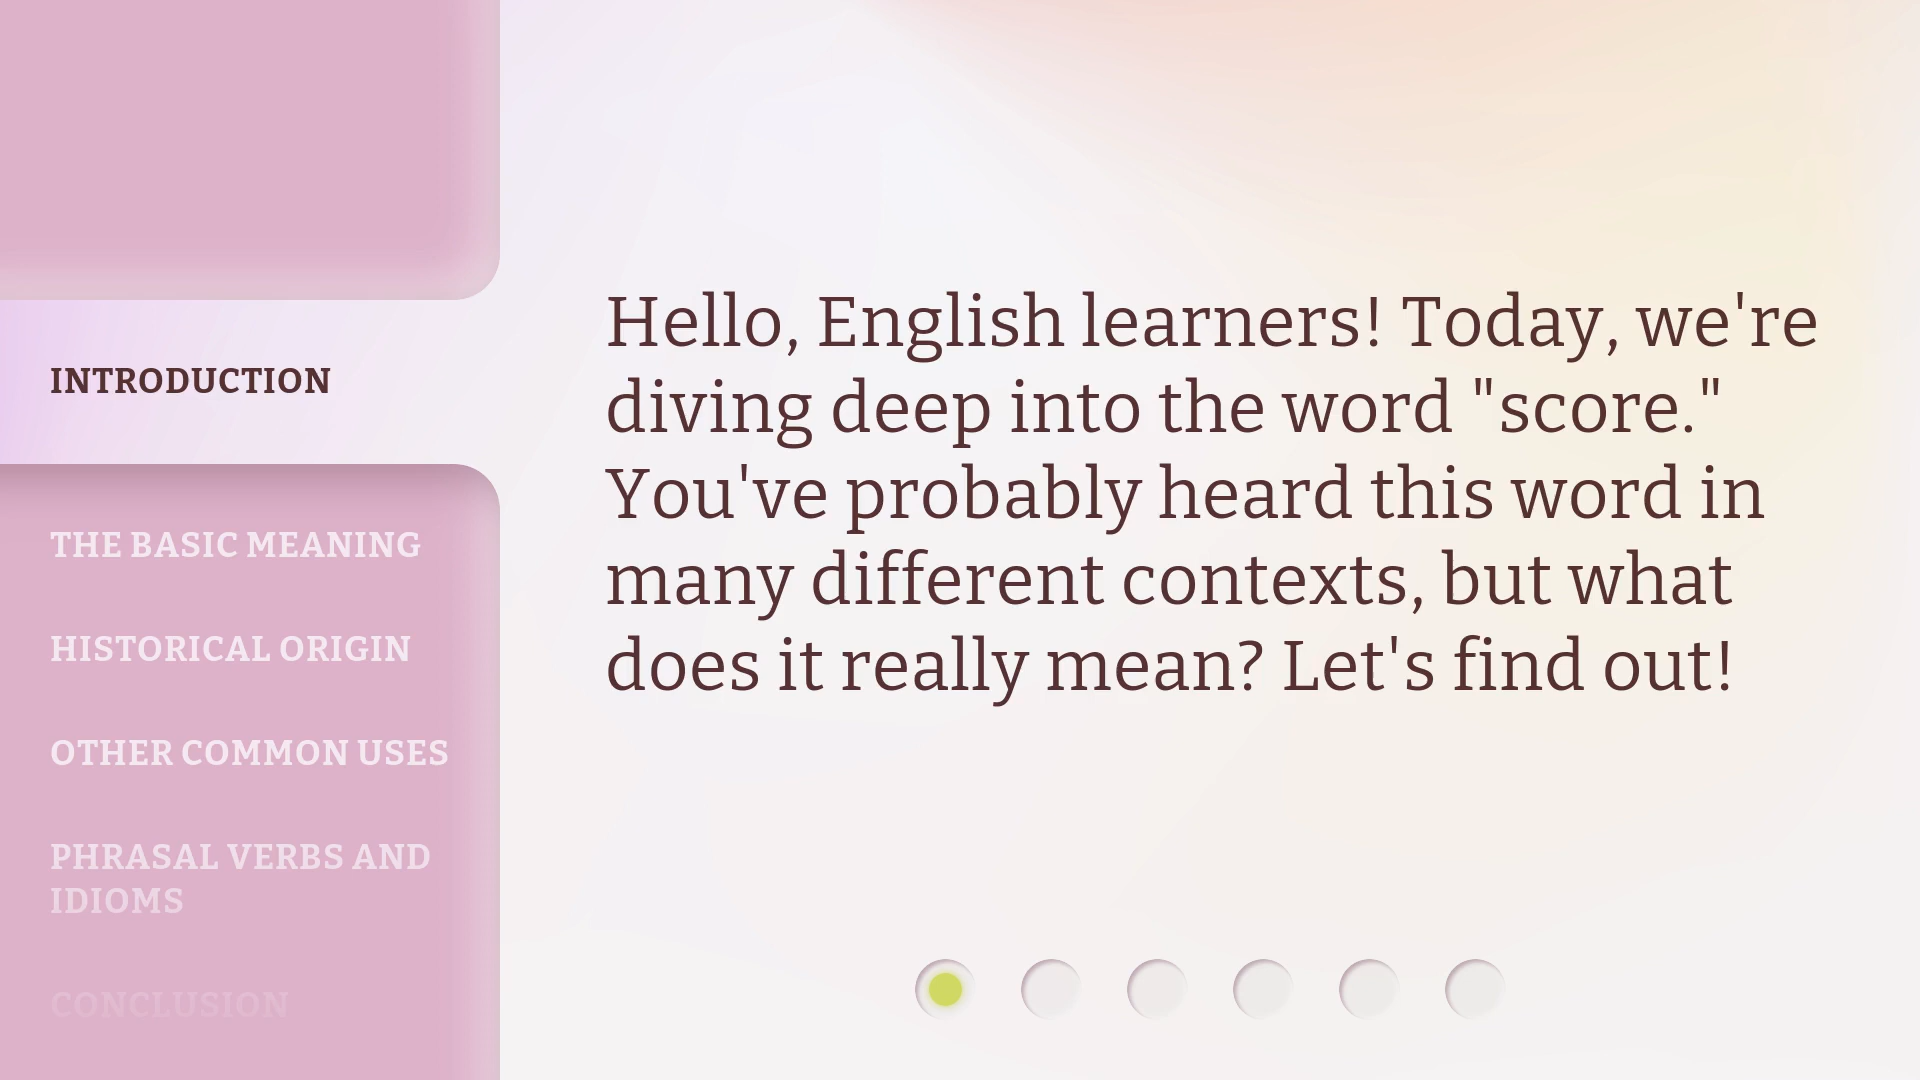 INTRODUCTION
THE BASIC MEANING
HISTORICAL ORIGIN
OTHER COMMON USES
PHRASAL VERBS AND
IDIOMS
CONCLUSION
Hello, English learners! Today, we're
diving deep into the word "score."
You've probably heard this word in
many different contexts, but what
does it really mean? Let's find out!